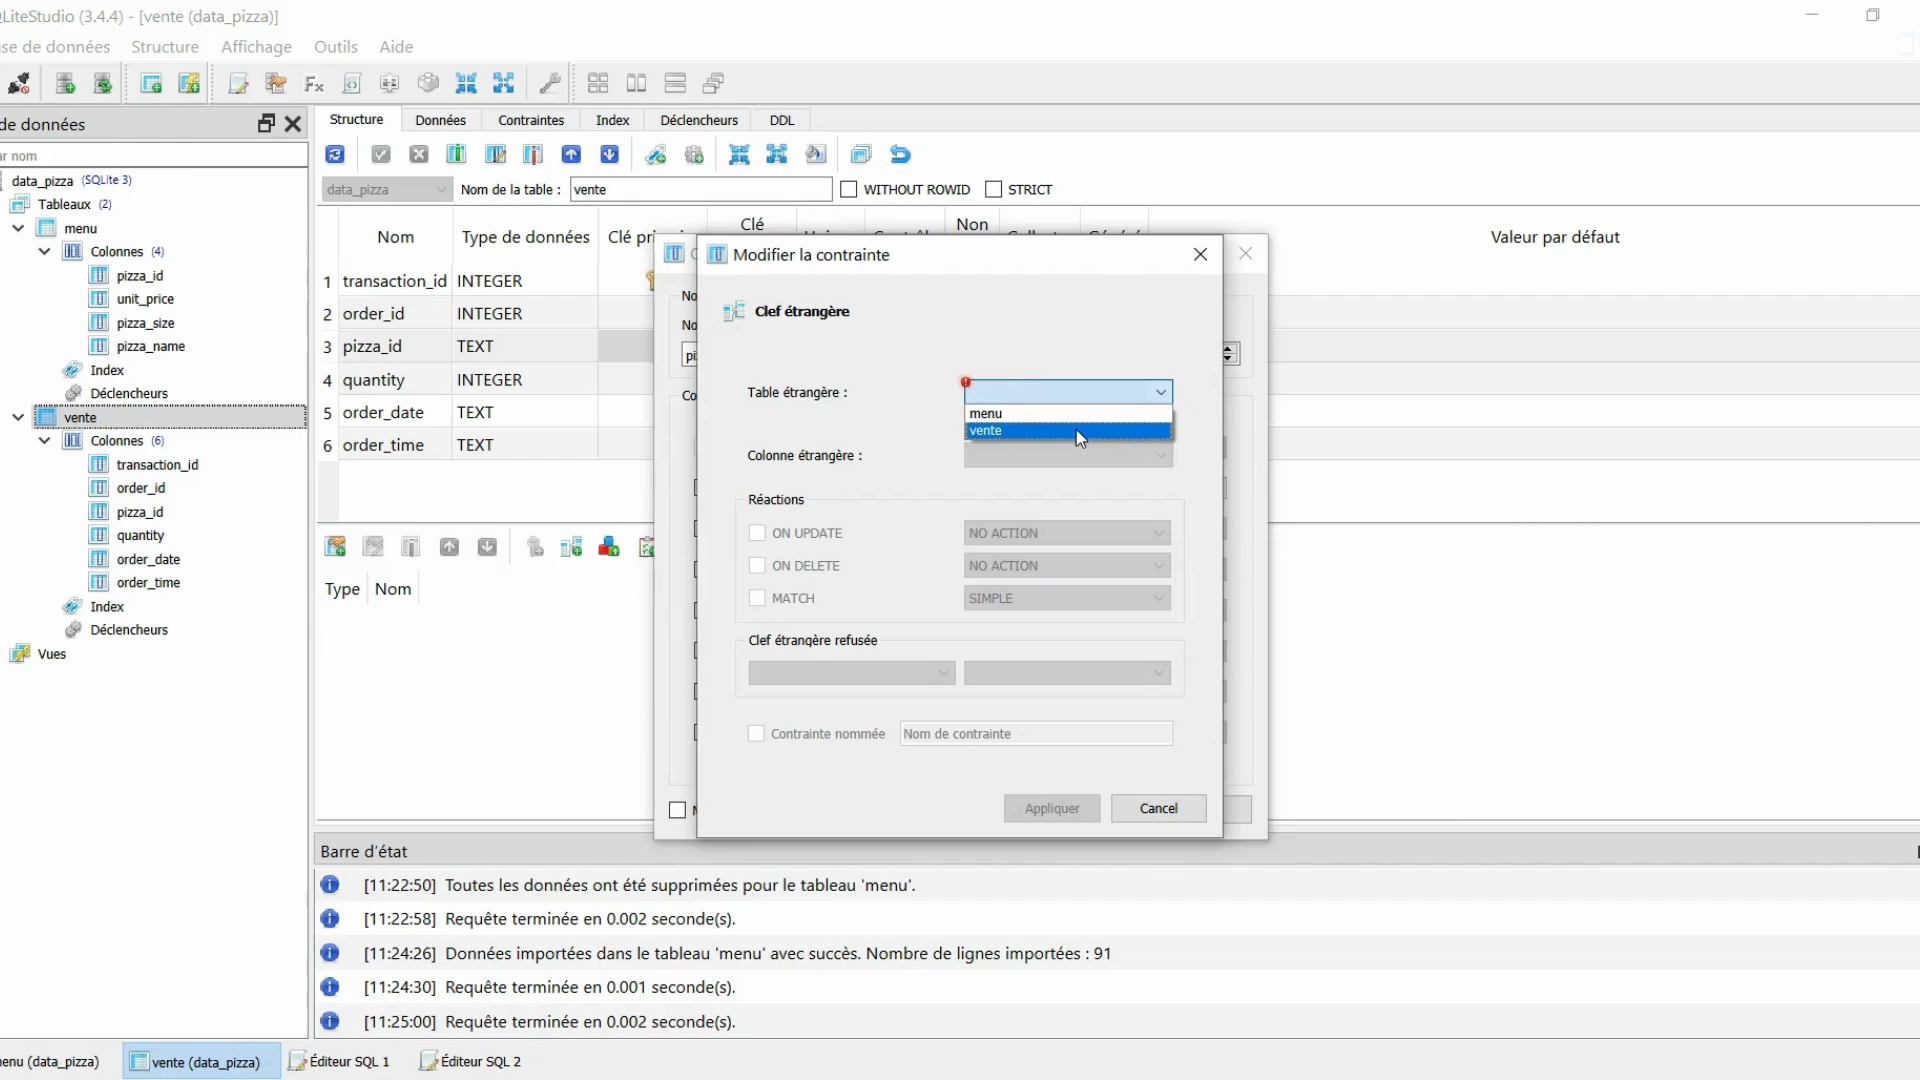 QLiteStudio (3.4.4) - [vente (data_pizza)]
se de données Structure Affichage Outils Aide
de données
ar nom
data_pizza (SQLite 3)
Tableaux (2)
menu
Colonnes (4)
pizza_id
unit_price
pizza_size
pizza_name
Index
Déclencheurs
vente
Colonnes (6)
transaction_id
order_id
pizza_id
quantity
order_date
order_time
Index
Déclencheurs
Vues
Structure Données Contraintes Index Déclencheurs DDL
data_pizza Nom de la table : vente WITHOUT ROWID STRICT
Nom Type de données Clé Non Valeur par défaut
1 transaction_id INTEGER
2 order_id INTEGER
3 pizza_id TEXT
4 quantity INTEGER
5 order_date TEXT
6 order_time TEXT
Type Nom
No
No
pi
Co
Modifier la contrainte
Clef étrangère
Table étrangère :
menu
vente
Colonne étrangère :
Réactions
ON UPDATE NO ACTION
ON DELETE NO ACTION
MATCH SIMPLE
Clef étrangère refusée
Contrainte nommée Nom de contrainte
Appliquer Cancel
Barre d'état
[11:22:50] Toutes les données ont été supprimées pour le tableau 'menu'.
[11:22:58] Requête terminée en 0.002 seconde(s).
[11:24:26] Données importées dans le tableau 'menu' avec succès. Nombre de lignes importées : 91
[11:24:30] Requête terminée en 0.001 seconde(s).
[11:25:00] Requête terminée en 0.002 seconde(s).
enu (data_pizza) vente (data_pizza) Éditeur SQL 1 Éditeur SQL 2